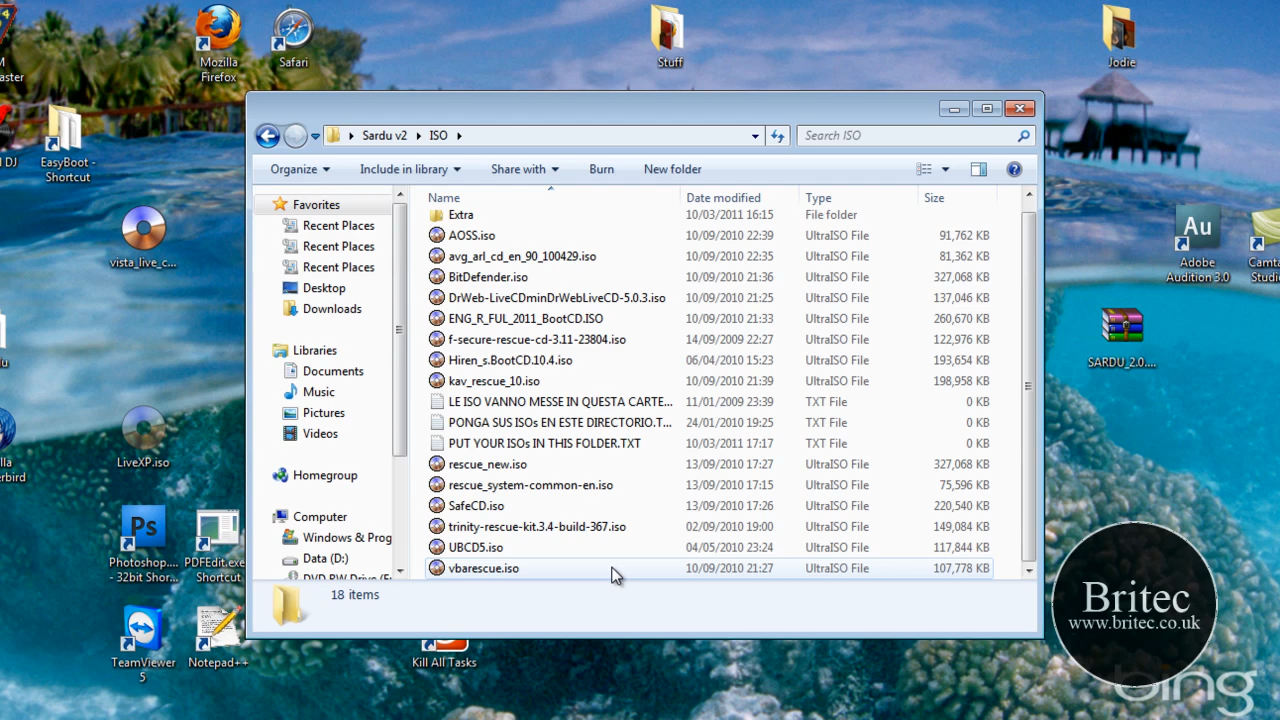 Mozilla
Firefox
Safari
Stuff
Jodie
EasyBoot -
Shortcut
vista_live_c...
LiveXP.iso
Photoshop....
- 32bit Shor...
PDFEdit.exe
Shortcut
TeamViewer
5
Notepad++
Kill All Tasks
Adobe
Audition 3.0
SARDU_2.0....
Sardu v2 ISO
Search ISO
Organize Include in library Share with Burn New folder
Favorites
Recent Places
Recent Places
Recent Places
Desktop
Downloads
Libraries
Documents
Music
Pictures
Videos
Homegroup
Computer
Windows & Prog
Data (D:)
Name Date modified Type Size
Extra 10/03/2011 16:15 File folder
AOSS.iso 10/09/2010 22:39 UltraISO File 91,762 KB
avg_arl_cd_en_90_100429.iso 10/09/2010 22:35 UltraISO File 81,362 KB
BitDefender.iso 10/09/2010 21:36 UltraISO File 327,068 KB
DrWeb-LiveCDminDrWebLiveCD-5.0.3.iso 10/09/2010 21:25 UltraISO File 137,046 KB
ENG_R_FUL_2011_BootCD.ISO 10/09/2010 21:33 UltraISO File 260,670 KB
f-secure-rescue-cd-3.11-23804.iso 14/09/2009 22:27 UltraISO File 122,976 KB
Hiren_s.BootCD.10.4.iso 06/04/2010 15:23 UltraISO File 193,654 KB
kav_rescue_10.iso 10/09/2010 21:39 UltraISO File 198,958 KB
LE ISO VANNO MESSE IN QUESTA CARTE... 11/01/2009 23:39 TXT File 0 KB
PONGA SUS ISOs EN ESTE DIRECTORIO.T... 24/01/2010 19:25 TXT File 0 KB
PUT YOUR ISOs IN THIS FOLDER.TXT 10/03/2011 17:17 TXT File 0 KB
rescue_new.iso 13/09/2010 17:27 UltraISO File 327,068 KB
rescue_system-common-en.iso 13/09/2010 17:15 UltraISO File 75,596 KB
SafeCD.iso 13/09/2010 17:26 UltraISO File 220,540 KB
trinity-rescue-kit.3.4-build-367.iso 02/09/2010 19:00 UltraISO File 149,084 KB
UBCD5.iso 04/05/2010 23:24 UltraISO File 117,844 KB
vbarescue.iso 10/09/2010 21:27 UltraISO File 107,778 KB
18 items
Britec
www.britec.co.uk
bing